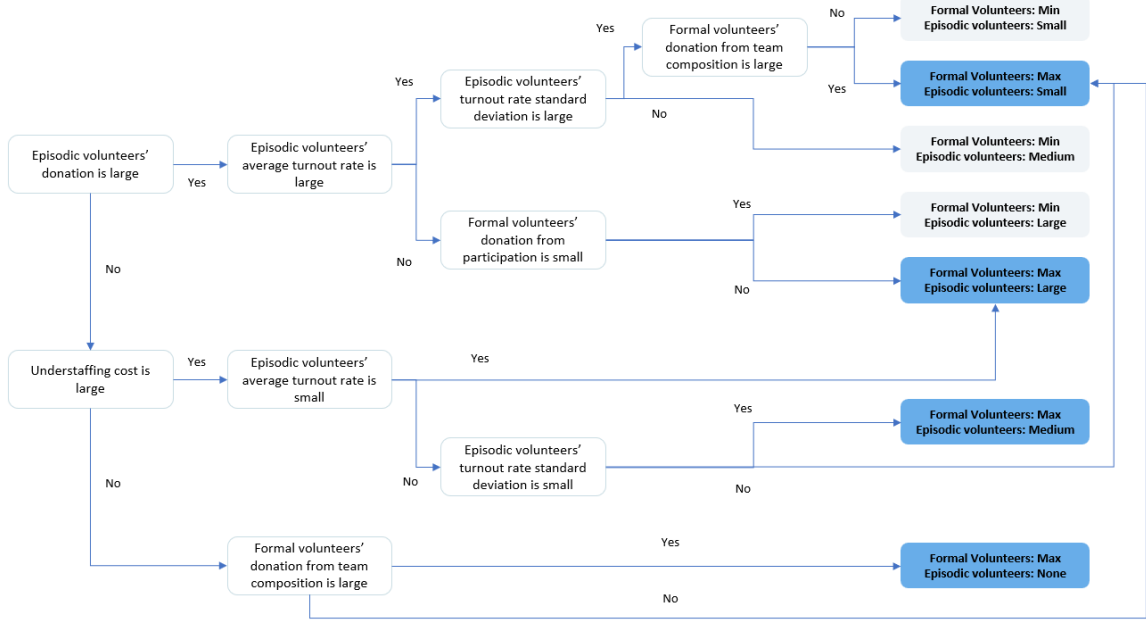 No
Formal Volunteers: Min
Episodic volunteers: Small
Yes
Formal volunteers'
donation from team
composition is large
Yes
Formal Volunteers: Max
Episodic volunteers: Small
Yes
Episodic volunteers'
turnout rate standard
deviation is large
No
Formal Volunteers: Min
Episodic volunteers: Medium
Episodic volunteers'
donation is large
Yes
Episodic volunteers'
average turnout rate is
large
Yes
Formal Volunteers: Min
Episodic volunteers: Large
Formal volunteers'
donation from
participation is small
No
No
Formal Volunteers: Max
Episodic volunteers: Large
No
Understaffing cost is
large
Yes
Episodic volunteers'
average turnout rate is
small
Yes
Yes
Formal Volunteers: Max
Episodic volunteers: Medium
Episodic volunteers'
turnout rate standard
deviation is small
No
No
No
Formal volunteers'
donation from team
composition is large
Yes
Formal Volunteers: Max
Episodic volunteers: None
No